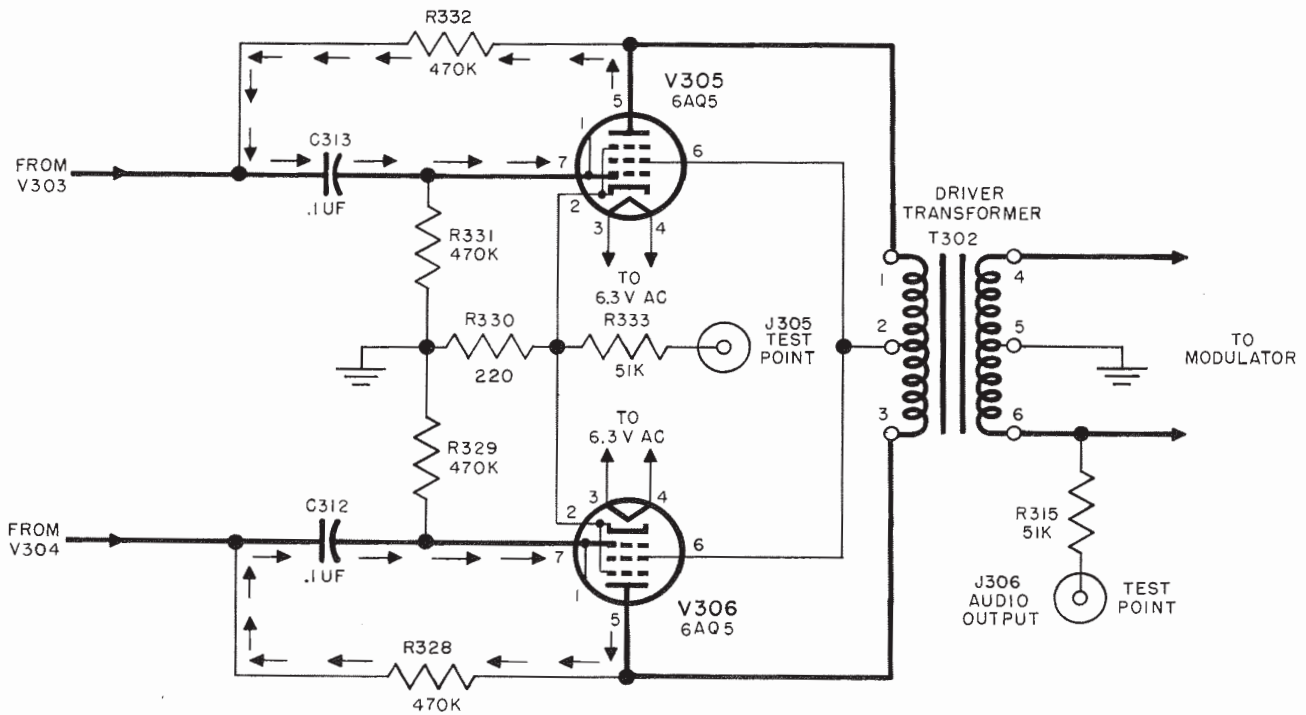 R332
470K
V305
6AQ5
5
1
C313
7
6
FROM
V303
.1UF
2
3
4
DRIVER
TRANSFORMER
T302
R331
470K
TO
6.3V AC
1
4
R330
220
R333
51K
J305
TEST
POINT
2
5
TO
MODULATOR
3
6
TO
6.3V AC
R329
470K
C312
2
3
4
FROM
V304
7
6
.1UF
1
R315
51K
V306
6AQ5
5
J306
AUDIO
OUTPUT
TEST
POINT
R328
470K